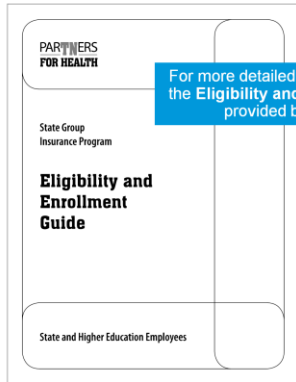 PARTNERS
FOR HEALTH
For more detailed
the Eligibility and
provided b
State Group
Insurance Program
Eligibility and
Enrollment
Guide
State and Higher Education Employees